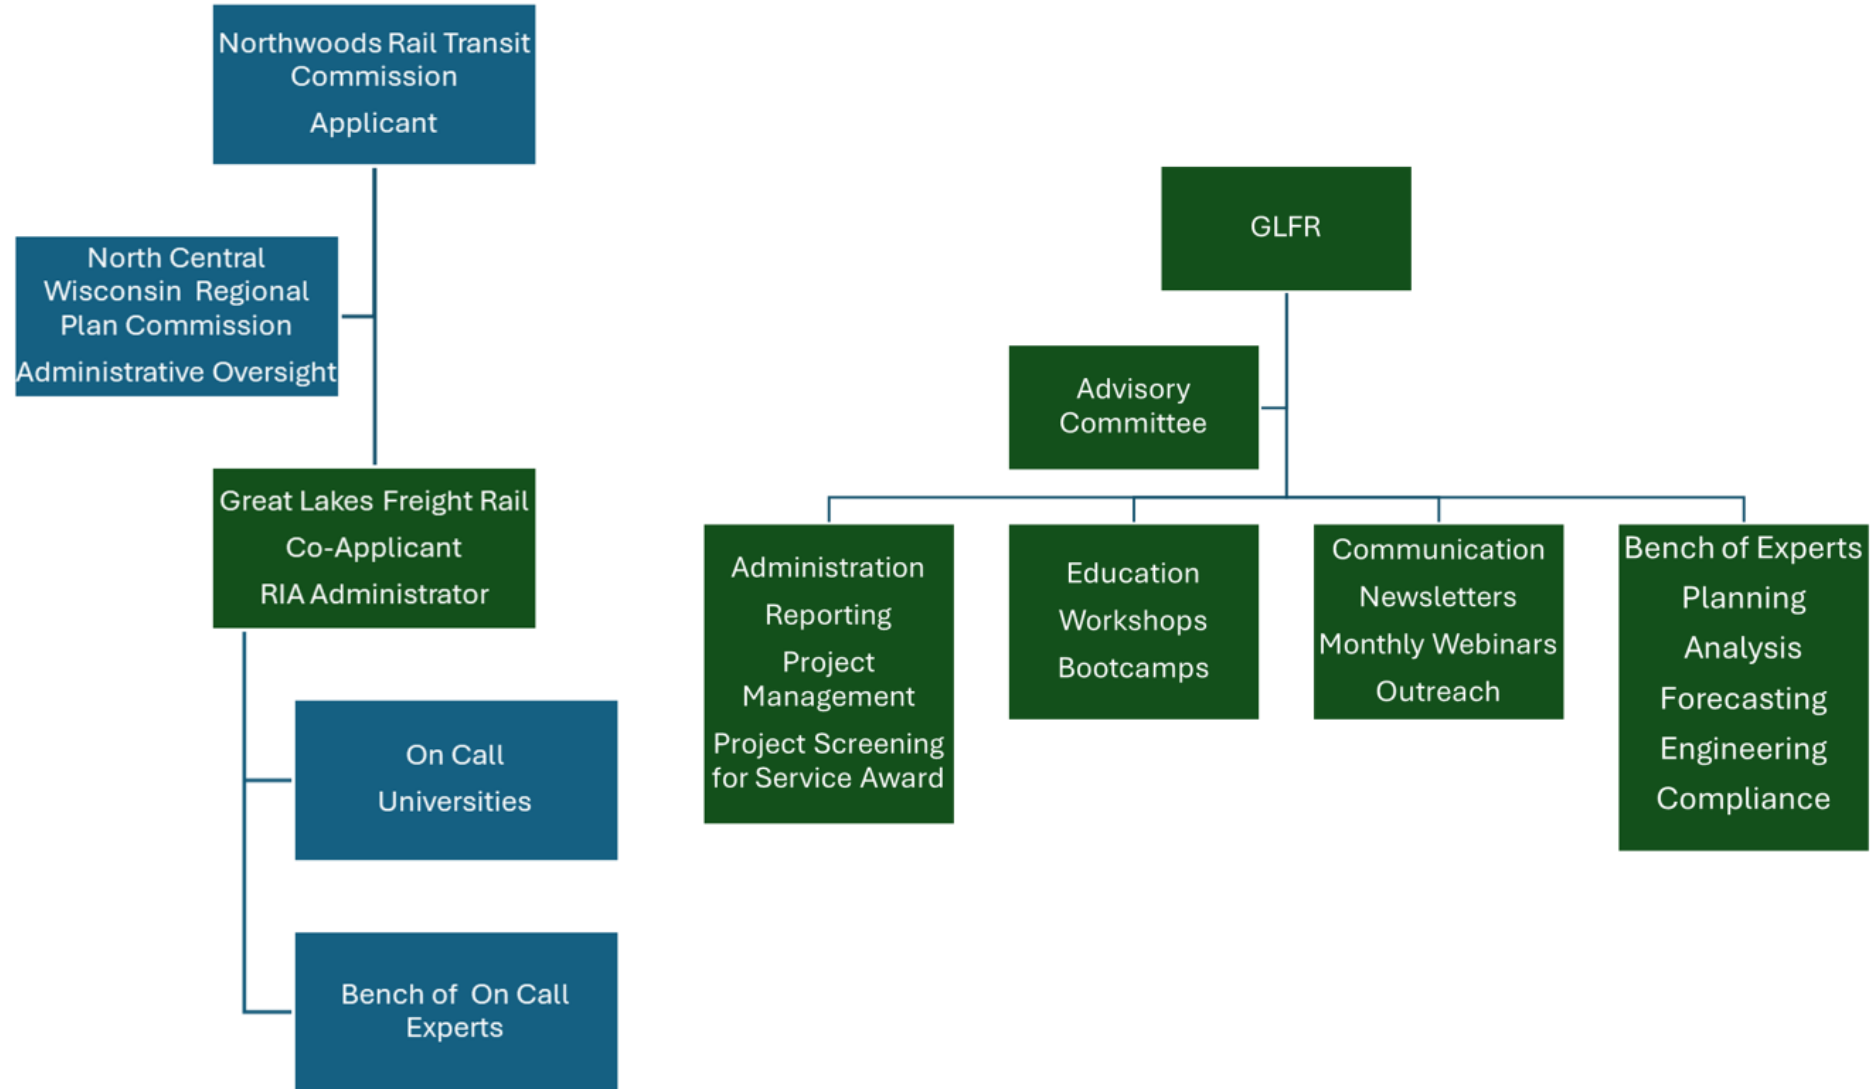 Northwoods Rail Transit
Commission
Applicant
North Central
Wisconsin Regional
Plan Commission
Administrative Oversight
Great Lakes Freight Rail
Co-Applicant
RIA Administrator
On Call
Universities
Bench of On Call
Experts
GLFR
Advisory
Committee
Administration
Reporting
Project
Management
Project Screening
for Service Award
Education
Workshops
Bootcamps
Communication
Newsletters
Monthly Webinars
Outreach
Bench of Experts
Planning
Analysis
Forecasting
Engineering
Compliance